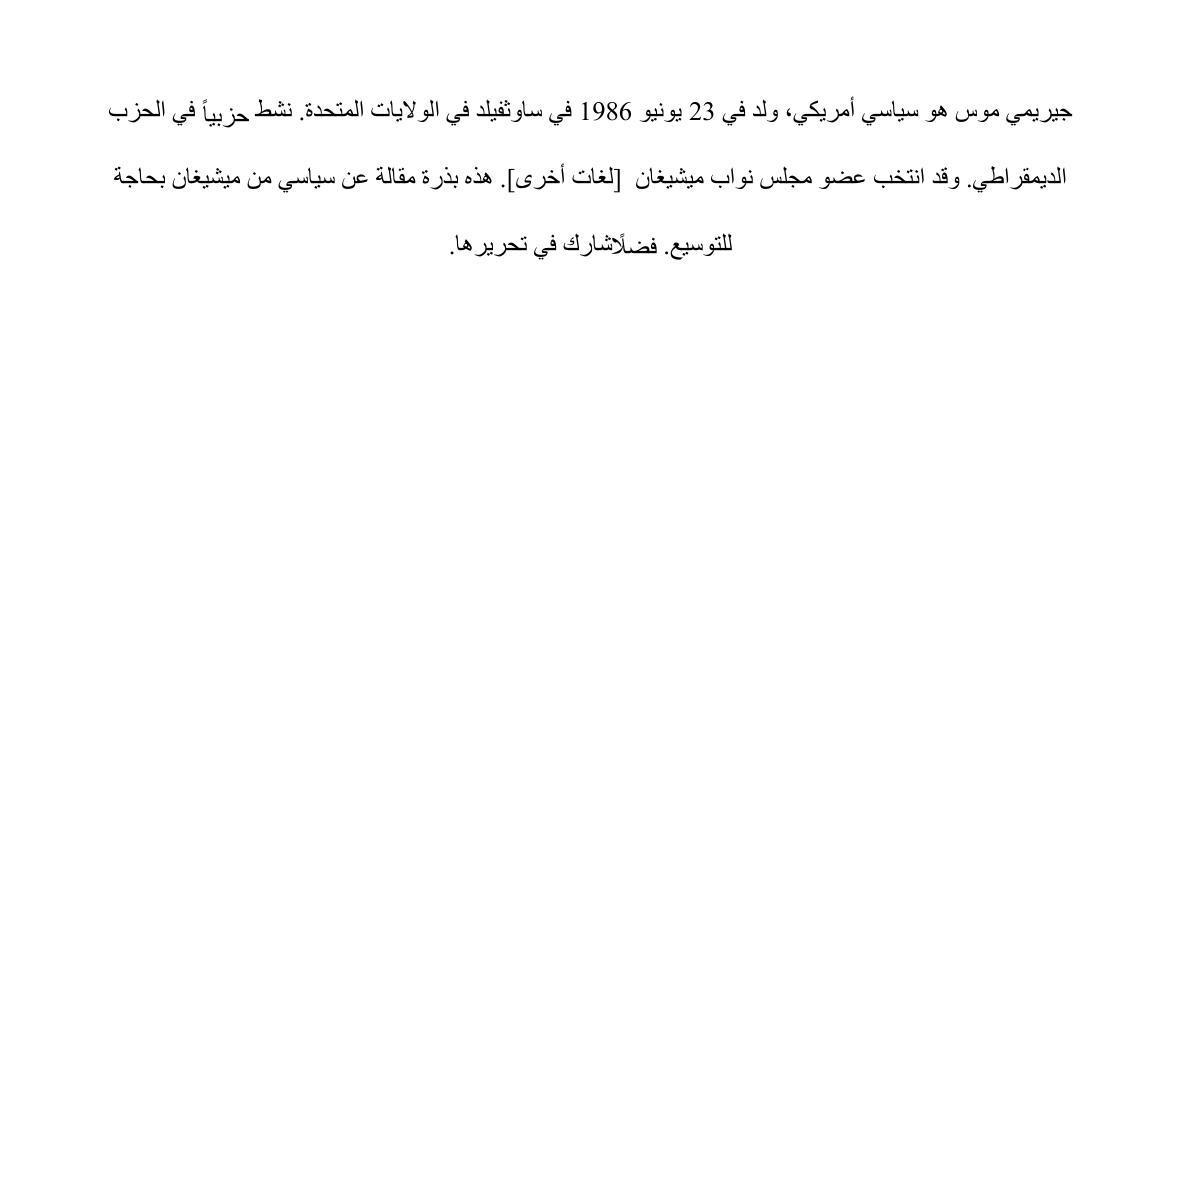 جيريمي موس هو سياسي أمريكي، ولد في 23 يونيو 1986 في ساوثفيلد في الولايات المتحدة. نشط حزبياً في الحزب
الديمقراطي. وقد انتخب عضو مجلس نواب ميشيغان [لغات أخرى]. هذه بذرة مقالة عن سياسي من ميشيغان بحاجة
للتوسيع. فضلًاشارك في تحريرها.